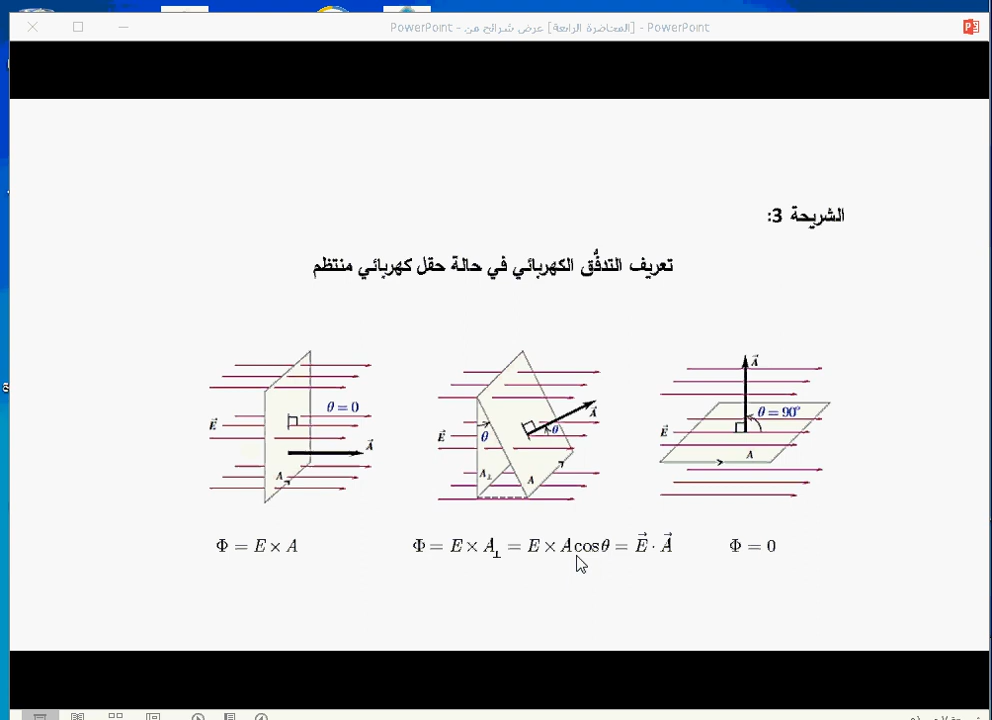 PowerPoint - [المحاضرة الرابعة] عرض شرائح من - PowerPoint
الشريحة 3:
تعريف التدفُّق الكهربائي في حالة حقل كهربائي منتظم
θ = 0
E⃗
A⃗
A
θ
E⃗
A⃗
θ
A⊥
A
A⃗
θ = 90°
E⃗
A
Φ = E × A
Φ = E × A⊥ = E × A cosθ = E⃗ · A⃗
Φ = 0